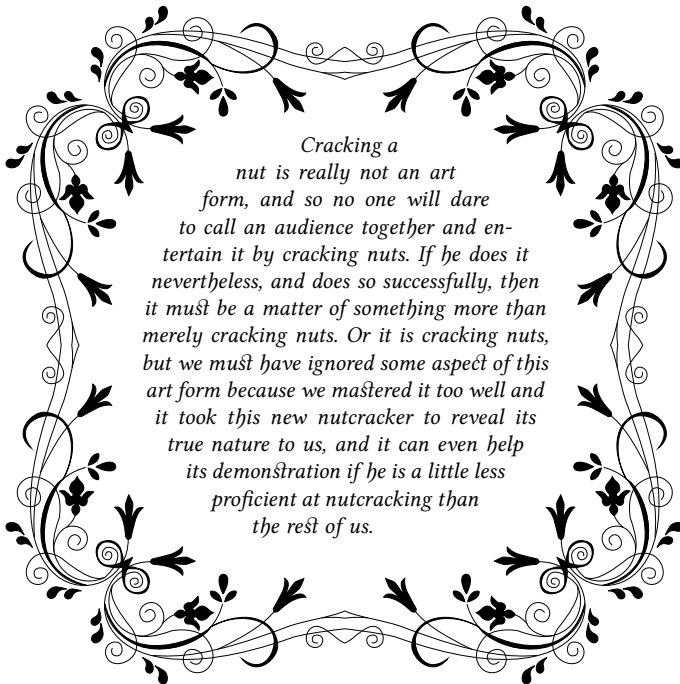 Cracking a
nut is really not an art
form, and so no one will dare
to call an audience together and en-
tertain it by cracking nuts. If he does it
nevertheless, and does so successfully, then
it must be a matter of something more than
merely cracking nuts. Or it is cracking nuts,
but we must have ignored some aspect of this
art form because we mastered it too well and
it took this new nutcracker to reveal its
true nature to us, and it can even help
its demonstration if he is a little less
proficient at nutcracking than
the rest of us.